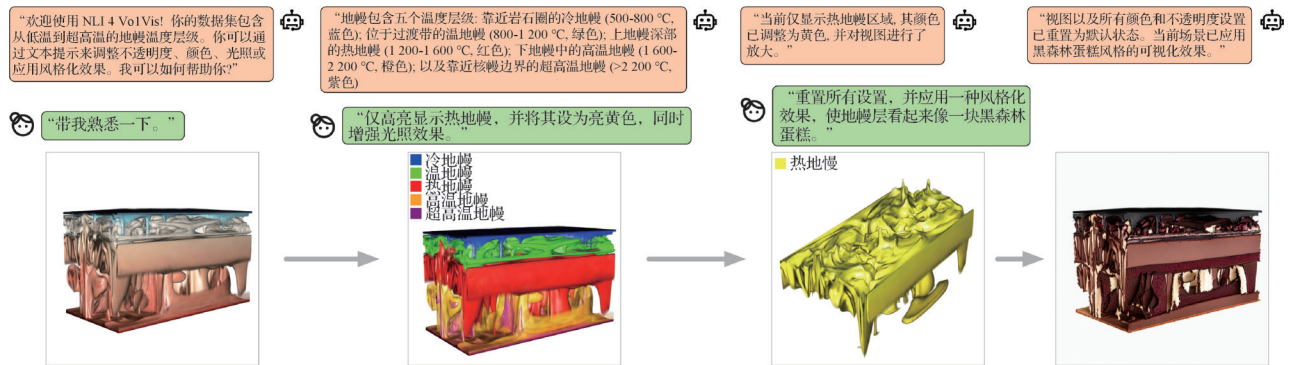 “欢迎使用 NLI 4 Vo1Vis! 你的数据集包含
从低温到超高温的地幔温度层级。你可以通
过文本提示来调整不透明度、颜色、光照或
应用风格化效果。我可以如何帮助你?”
“带我熟悉一下。”
“地幔包含五个温度层级: 靠近岩石圈的冷地幔 (500-800 ℃,
蓝色); 位于过渡带的温地幔 (800-1 200 ℃, 绿色); 上地幔深部
的热地幔 (1 200-1 600 ℃, 红色); 下地幔中的高温地幔 (1 600-
2 200 ℃, 橙色); 以及靠近核幔边界的超高温地幔 (>2 200 ℃,
紫色)
“仅高亮显示热地幔，并将其设为亮黄色，同时
增强光照效果。”
冷地幔
温地幔
热地幔
高温地幔
超高温地幔
“当前仅显示热地幔区域, 其颜色
已调整为黄色, 并对视图进行了
放大。”
“重置所有设置，并应用一种风格化
效果，使地幔层看起来像一块黑森林
蛋糕。”
热地慢
“视图以及所有颜色和不透明度设置
已重置为默认状态。当前场景已应用
黑森林蛋糕风格的可视化效果。”